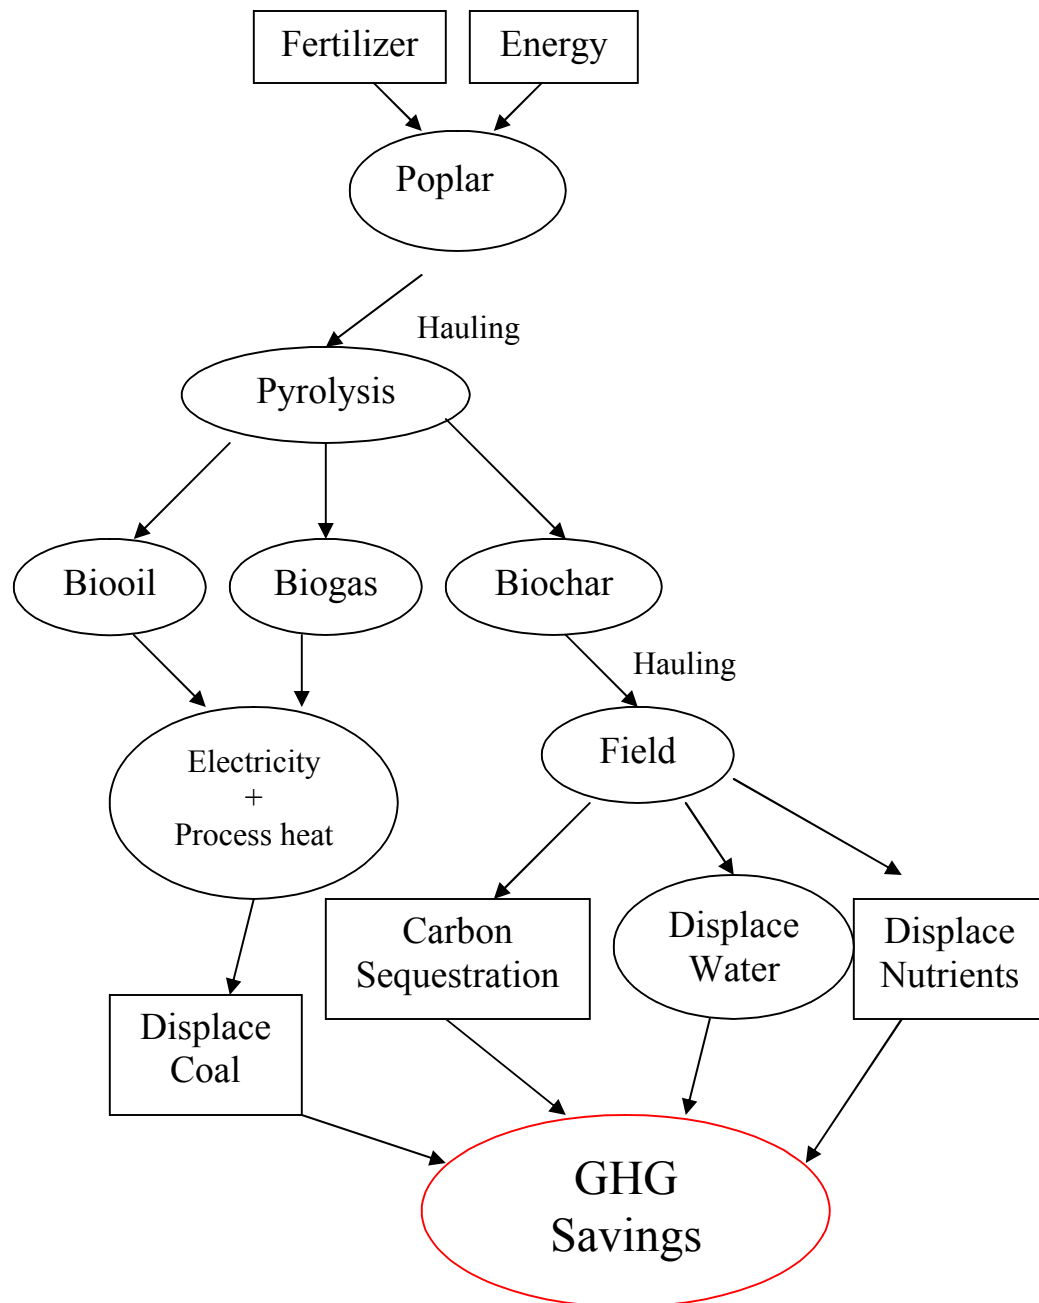 Fertilizer
Energy
Poplar
Hauling
Pyrolysis
Biooil
Biogas
Biochar
Hauling
Field
Electricity
+
Process heat
Carbon
Sequestration
Displace
Water
Displace
Nutrients
Displace
Coal
GHG
Savings